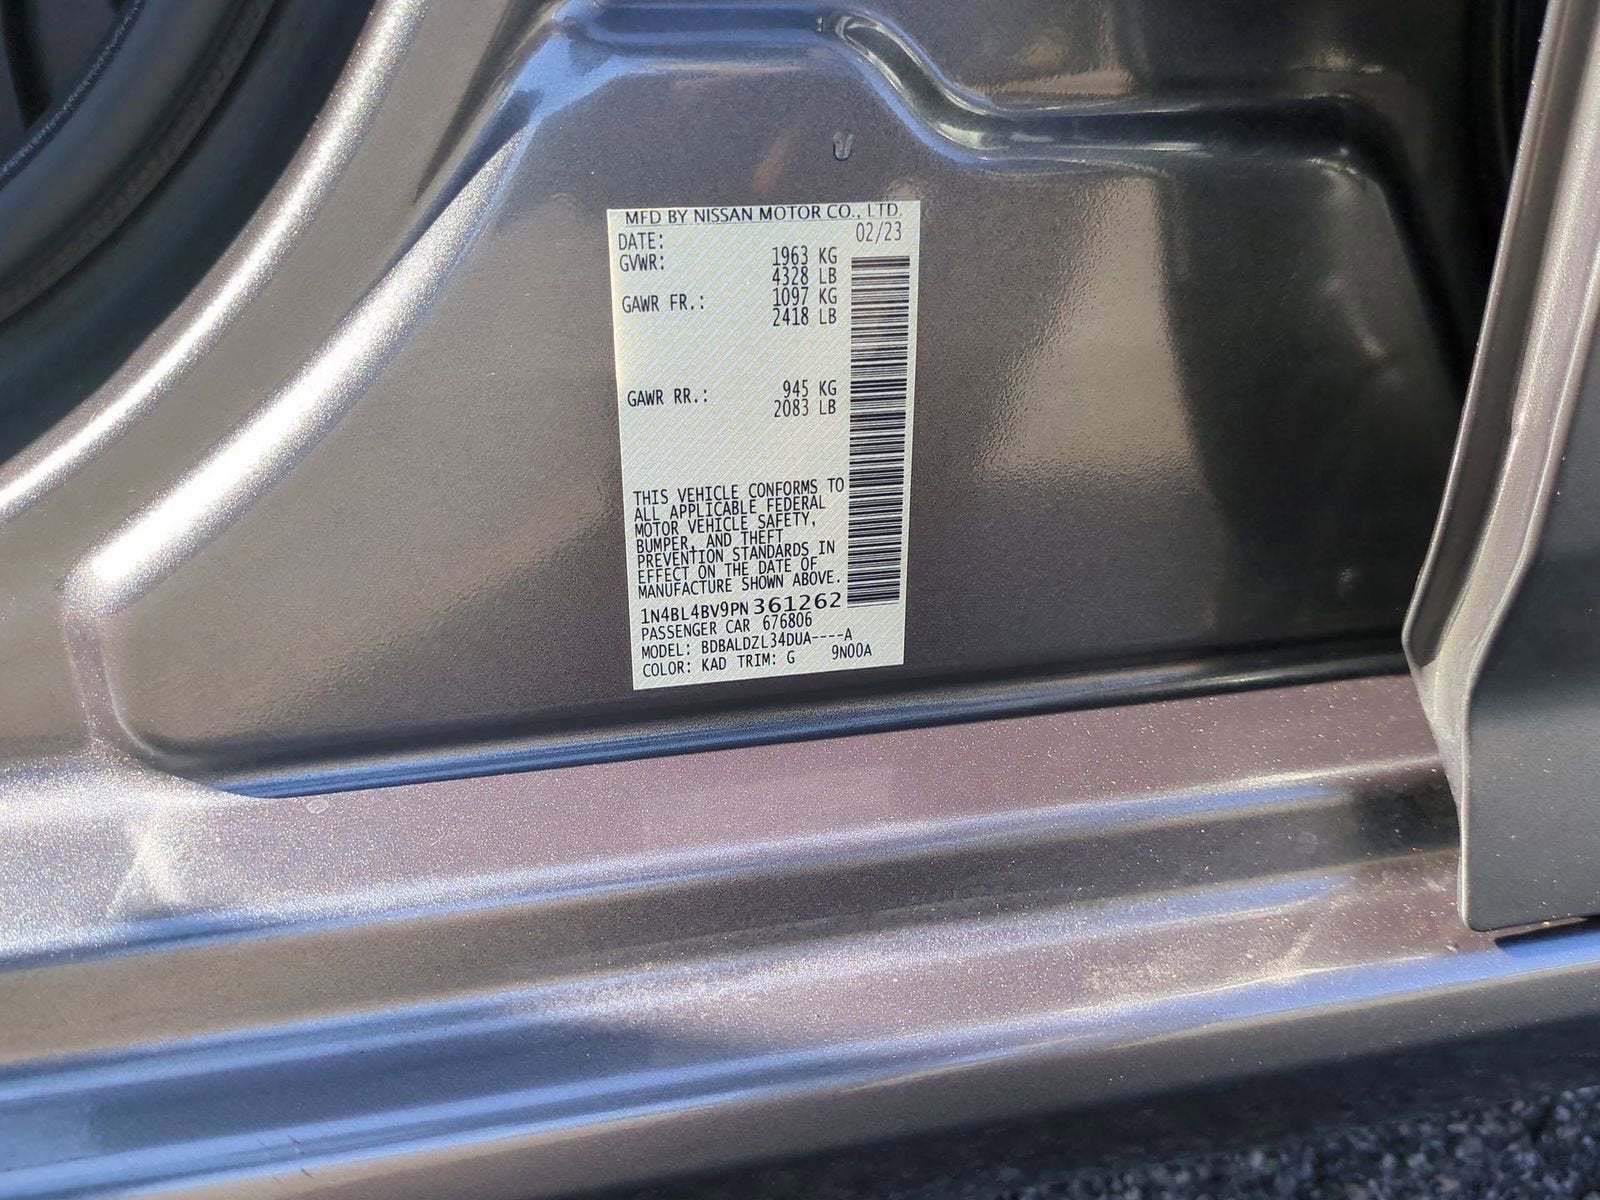 MFD BY NISSAN MOTOR CO., LTD.
DATE: 02/23
GVWR: 1963 KG
4328 LB
GAWR FR.: 1097 KG
2418 LB
GAWR RR.: 945 KG
2083 LB
THIS VEHICLE CONFORMS TO
ALL APPLICABLE FEDERAL
MOTOR VEHICLE SAFETY,
BUMPER, AND THEFT
PREVENTION STANDARDS IN
EFFECT ON THE DATE OF
MANUFACTURE SHOWN ABOVE.
1N4BL4BV9PN361262
PASSENGER CAR 676806
MODEL: BDBALDZL34DUA----A
COLOR: KAD TRIM: G 9N00A